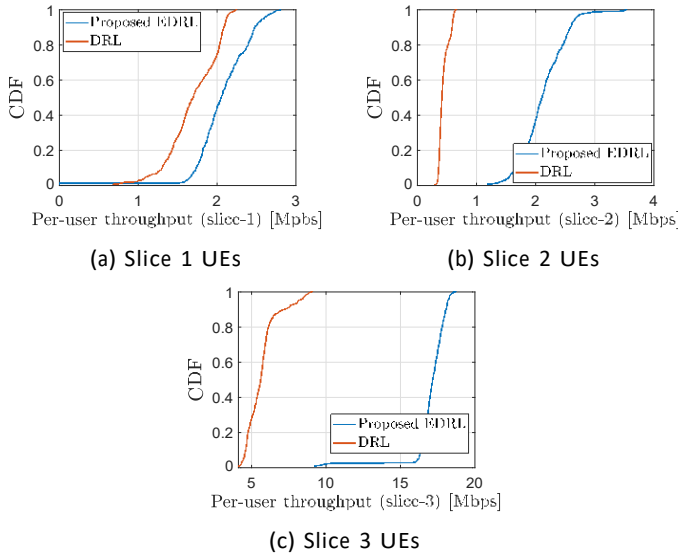 1
0.8
0.6
0.4
0.2
0
CDF
Proposed EDRL
DRL
0 1 2 3
Per-user throughput (slice-1) [Mpbs]
(a) Slice 1 UEs
1
0.8
0.6
0.4
0.2
0
CDF
Proposed EDRL
DRL
0 1 2 3 4
Per-user throughput (slice-2) [Mbps]
(b) Slice 2 UEs
1
0.8
0.6
0.4
0.2
0
CDF
Proposed EDRL
DRL
5 10 15 20
Per-user throughput (slice-3) [Mbps]
(c) Slice 3 UEs